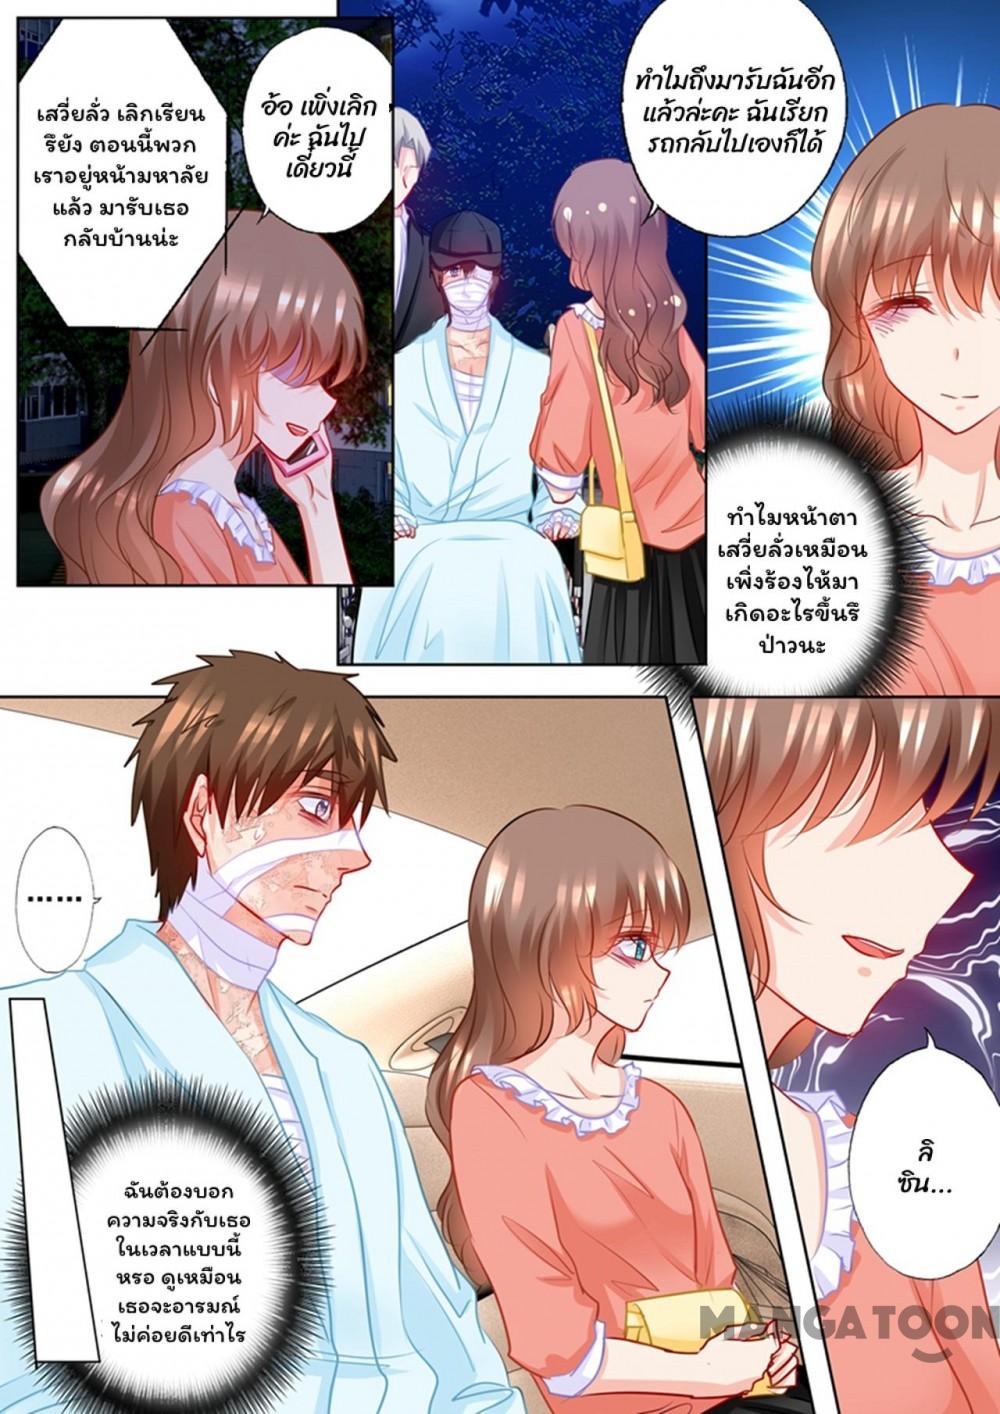 เสวี่ยลั่ว เลิกเรียน
รึยัง ตอนนี้พวก
เราอยู่หน้ามหาลัย
แล้ว มารับเธอ
กลับบ้านน่ะ
อ้อ เพิ่งเลิก
ค่ะ ฉันไป
เดี๋ยวนี้
ทำไมถึงมารับฉันอีก
แล้วล่ะคะ ฉันเรียก
รถกลับไปเองก็ได้
ทำไมหน้าตา
เสวี่ยลั่วเหมือน
เพิ่งร้องไห้มา
เกิดอะไรขึ้นรึ
ป่าวนะ
......
ฉันต้องบอก
ความจริงกับเธอ
ในเวลาแบบนี้
หรอ ดูเหมือน
เธอจะอารมณ์
ไม่ค่อยดีเท่าไร
ลิ
ซิน...
MANGATOON